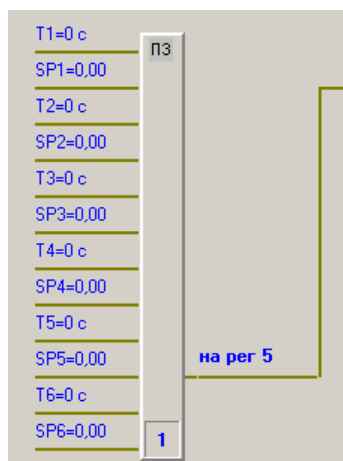 T1=0 с
ПЗ
SP1=0,00
T2=0 с
SP2=0,00
T3=0 с
SP3=0,00
T4=0 с
SP4=0,00
T5=0 с
SP5=0,00
на рег 5
T6=0 с
SP6=0,00
1